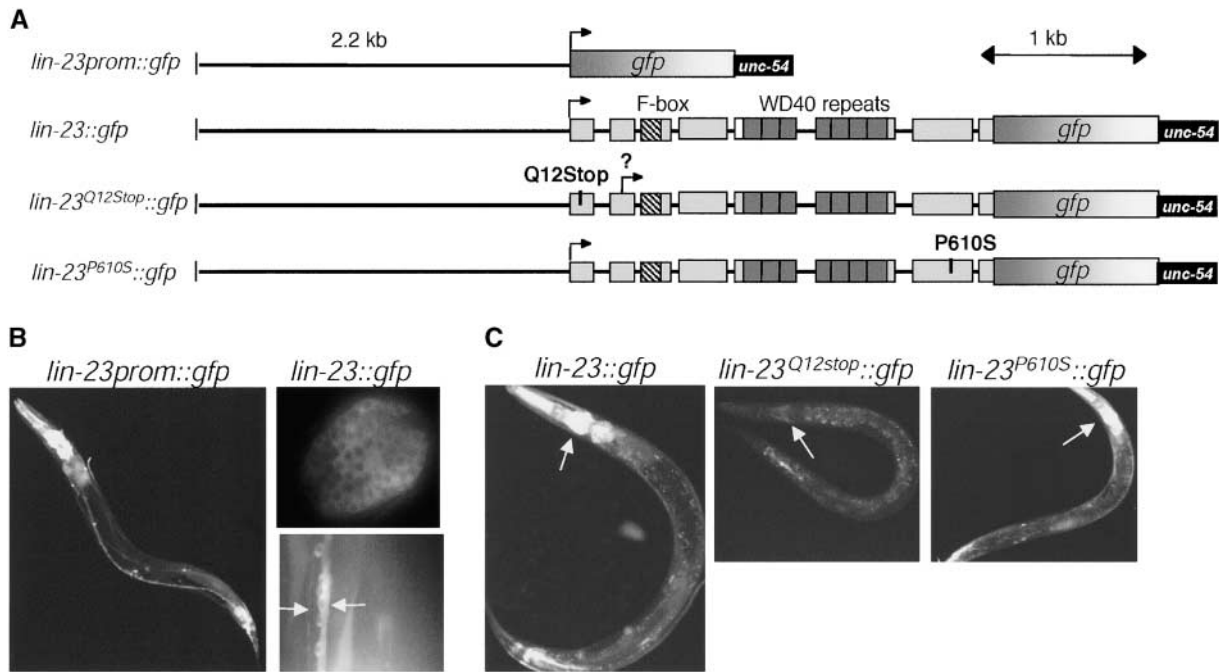 A
2.2 kb
1 kb
lin-23prom::gfp
gfp
unc-54
F-box
WD40 repeats
lin-23::gfp
gfp
unc-54
Q12Stop
?
lin-23Q12Stop::gfp
gfp
unc-54
P610S
lin-23P610S::gfp
gfp
unc-54
B
lin-23prom::gfp
lin-23::gfp
C
lin-23::gfp
lin-23Q12stop::gfp
lin-23P610S::gfp